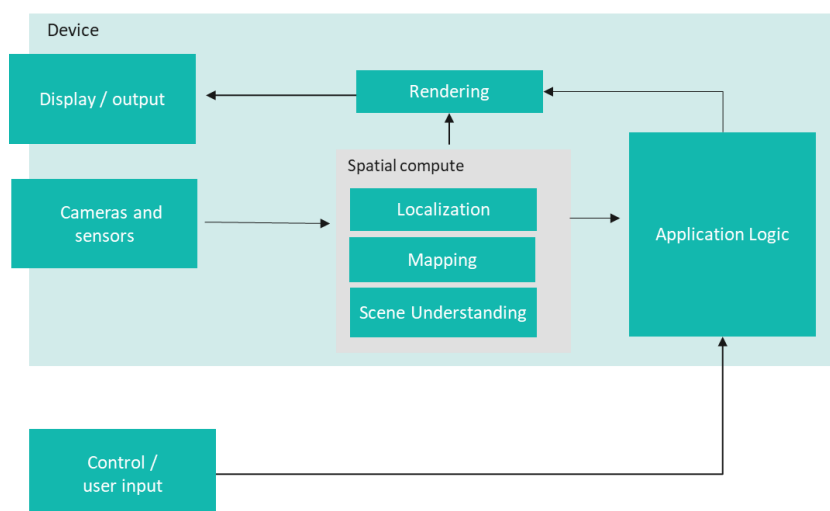 Device
Display / output
Rendering
Spatial compute
Cameras and
sensors
Localization
Mapping
Scene Understanding
Application Logic
Control /
user input